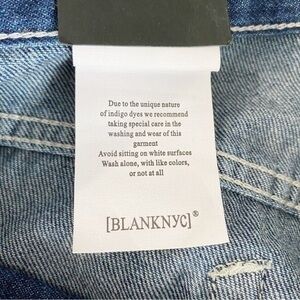 Due to the unique nature
of indigo dyes we recommend
taking special care in the
washing and wear of this
garment
Avoid sitting on white surfaces
Wash alone, with like colors,
or not at all
[BLANKNYC]®